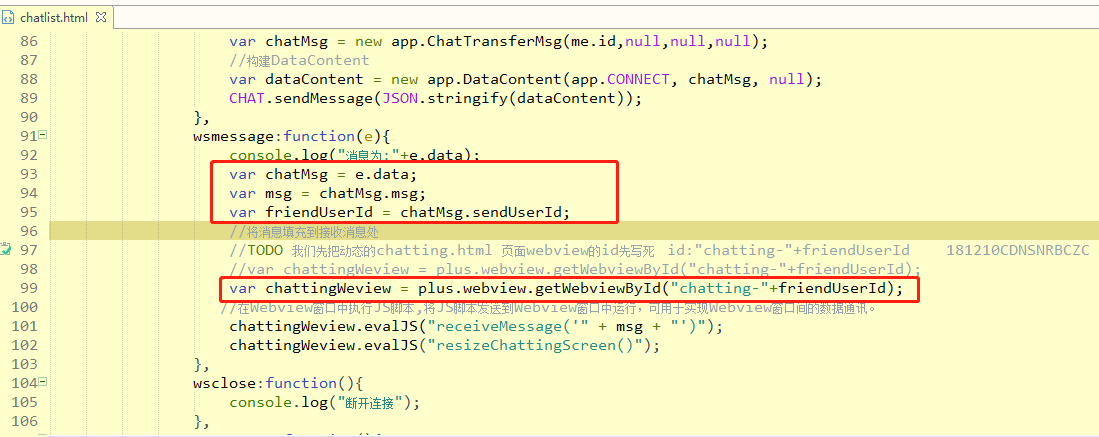 chatlist.html
86 var chatMsg = new app.ChatTransferMsg(me.id,null,null,null);
87 //构建DataContent
88 var dataContent = new app.DataContent(app.CONNECT, chatMsg, null);
89 CHAT.sendMessage(JSON.stringify(dataContent));
90 },
91 wsmessage:function(e){
92 console.log("消息为:"+e.data);
93 var chatMsg = e.data;
94 var msg = chatMsg.msg;
95 var friendUserId = chatMsg.sendUserId;
96 //将消息填充到接收消息处
97 //TODO 我们先把动态的chatting.html 页面webview的id先写死 id:"chatting-"+friendUserId 181210CDNSNRBCZC
98 //var chattingWeview = plus.webview.getWebviewById("chatting-"+friendUserId);
99 var chattingWeview = plus.webview.getWebviewById("chatting-"+friendUserId);
100 //在Webview窗口中执行JS脚本,将JS脚本发送到Webview窗口中运行，可用于实现Webview窗口间的数据通讯。
101 chattingWeview.evalJS("receiveMessage('" + msg + "')");
102 chattingWeview.evalJS("resizeChattingScreen()");
103 },
104 wsclose:function(){
105 console.log("断开连接");
106 },